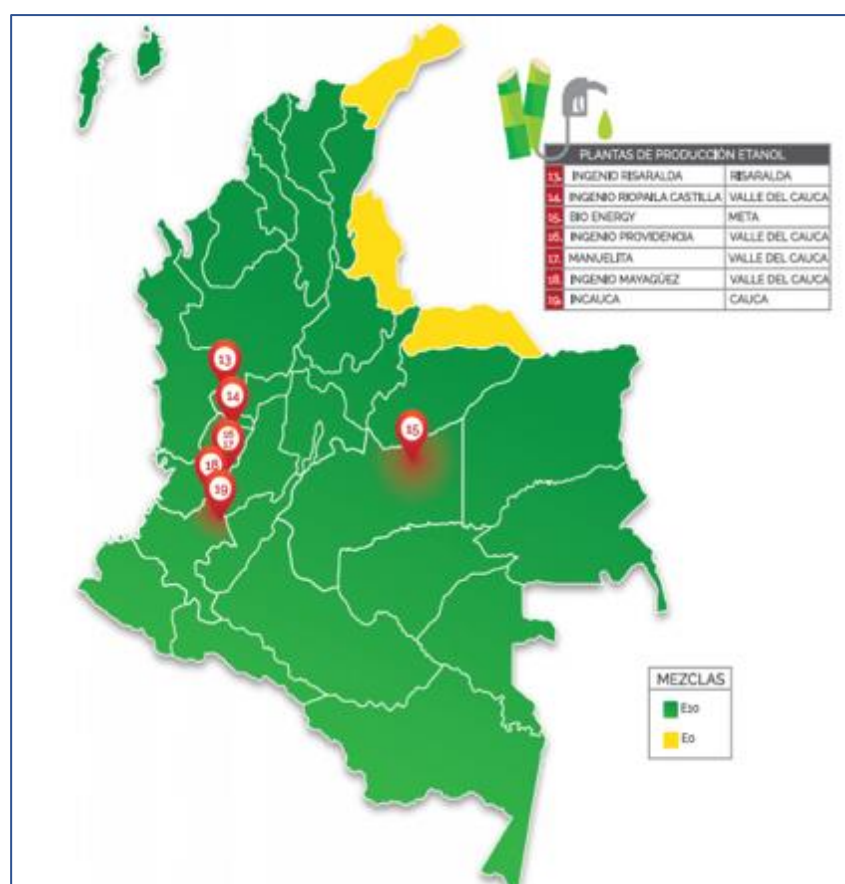 PLANTAS DE PRODUCCIÓN ETANOL
13. INGENIO RISARALDA RISARALDA
14. INGENIO RIOPAILA CASTILLA VALLE DEL CAUCA
15. BIO ENERGY META
16. INGENIO PROVIDENCIA VALLE DEL CAUCA
17. MANUELITA VALLE DEL CAUCA
18. INGENIO MAYAGÜEZ VALLE DEL CAUCA
19. INCAUCA CAUCA
13
14
15
16
17
18
19
MEZCLAS
E10
E0